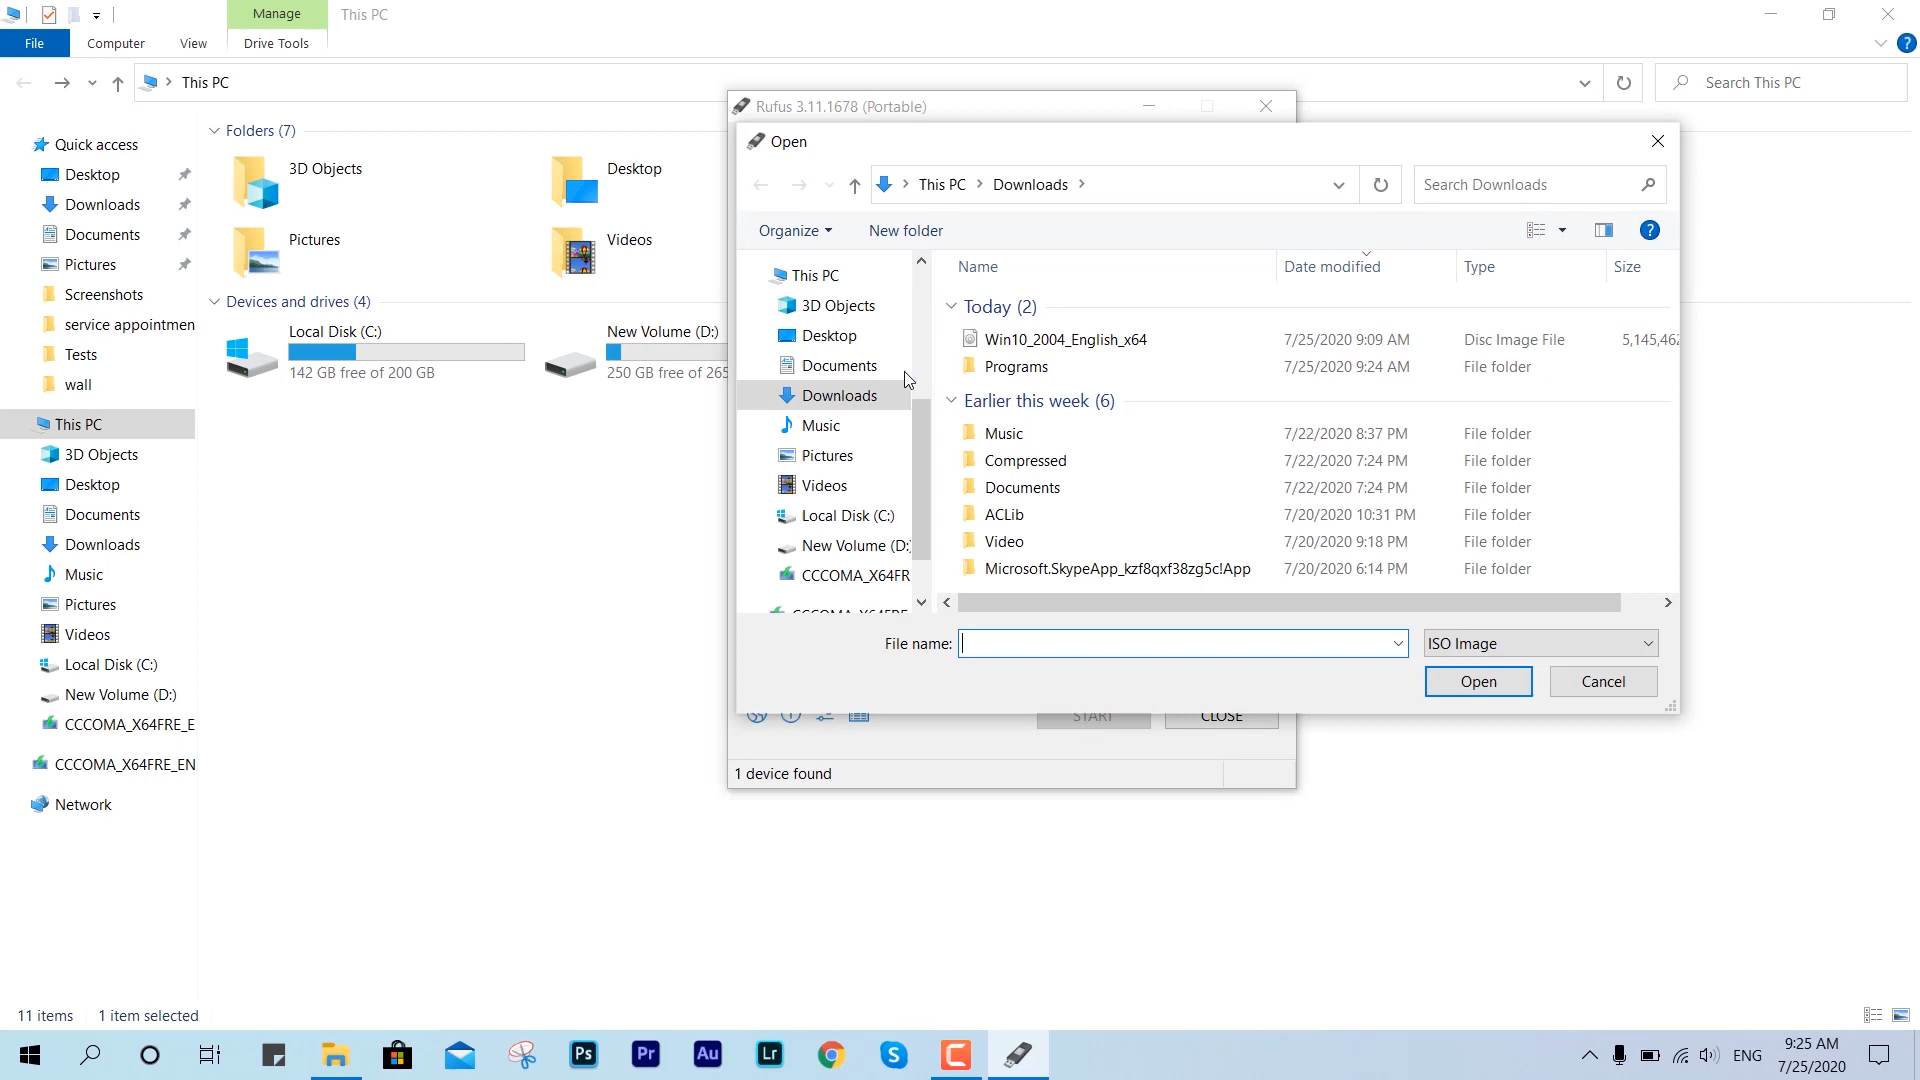 Manage
This PC
File
Computer
View
Drive Tools
This PC
Search This PC
Quick access
Desktop
Downloads
Documents
Pictures
Screenshots
service appointmen
Tests
wall
This PC
3D Objects
Desktop
Documents
Downloads
Music
Pictures
Videos
Local Disk (C:)
New Volume (D:)
CCCOMA_X64FRE_E
CCCOMA_X64FRE_EN
Network
Folders (7)
3D Objects
Desktop
Pictures
Videos
Devices and drives (4)
Local Disk (C:)
142 GB free of 200 GB
New Volume (D:)
250 GB free of 265
Rufus 3.11.1678 (Portable)
Open
This PC
Downloads
Search Downloads
Organize
New folder
This PC
3D Objects
Desktop
Documents
Downloads
Music
Pictures
Videos
Local Disk (C:)
New Volume (D:
CCCOMA_X64FR
CCCOMA_X64FRE
Name Date modified Type Size
Today (2)
Win10_2004_English_x64 7/25/2020 9:09 AM Disc Image File 5,145,462
Programs 7/25/2020 9:24 AM File folder
Earlier this week (6)
Music 7/22/2020 8:37 PM File folder
Compressed 7/22/2020 7:24 PM File folder
Documents 7/22/2020 7:24 PM File folder
ACLib 7/20/2020 10:31 PM File folder
Video 7/20/2020 9:18 PM File folder
Microsoft.SkypeApp_kzf8qxf38zg5c!App 7/20/2020 6:14 PM File folder
File name:
ISO Image
Open
Cancel
START
CLOSE
1 device found
11 items
1 item selected
Ps
Pr
Au
Lr
ENG
9:25 AM
7/25/2020